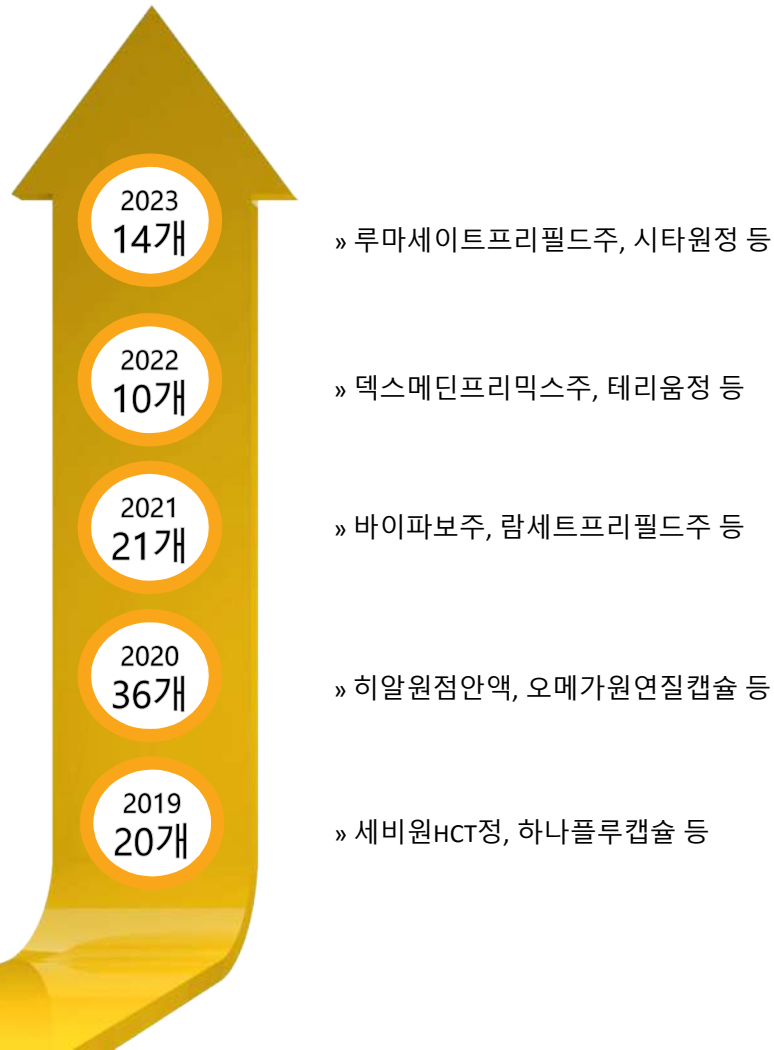 2023
14개
» 루마세이트프리필드주, 시타원정 등
2022
10개
» 덱스메딘프리믹스주, 테리움정 등
2021
21개
» 바이파보주, 람세트프리필드주 등
2020
36개
» 히알원점안액, 오메가원연질캡슐 등
2019
20개
» 세비원HCT정, 하나플루캡슐 등